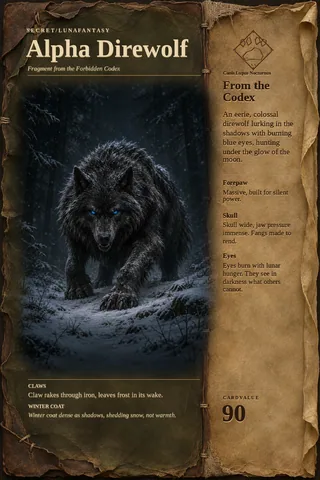 SECRET/LUNAFANTASY
Alpha Direwolf
Fragment from the Forbidden Codex
CLAWS
Claw rakes through iron, leaves frost in its wake.
WINTER COAT
Winter coat dense as shadows, shedding snow, not warmth.
Canis Lupus Nocturnus
From the
Codex
An eerie, colossal
direwolf lurking in the
shadows with burning
blue eyes, hunting
under the glow of the
moon.
Forepaw
Massive, built for silent
power.
Skull
Skull wide, jaw pressure
immense. Fangs made to
rend.
Eyes
Eyes burn with lunar
hunger. They see in
darkness what others
cannot.
CARDVALUE
90